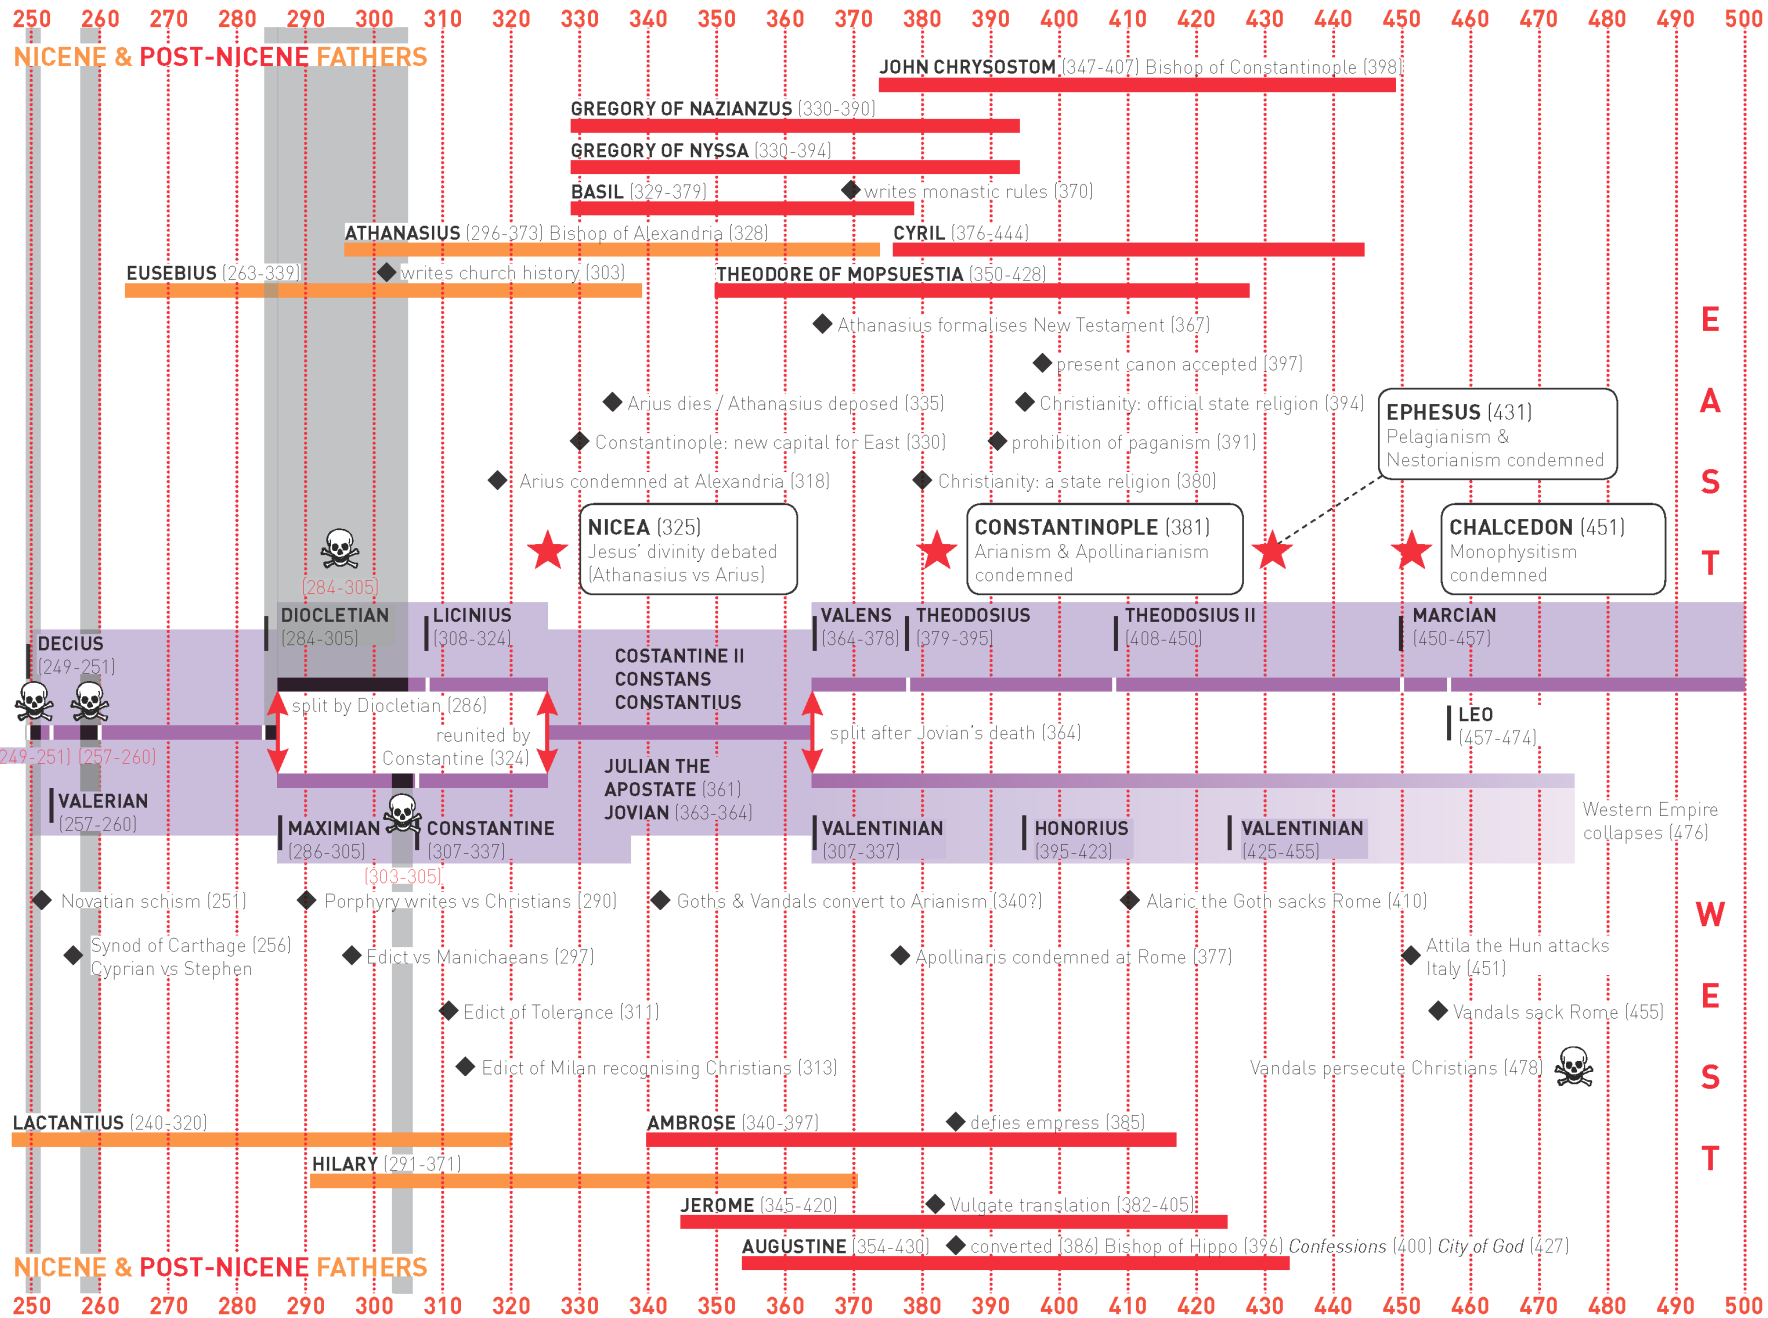 250 260 270 280 290 300 310 320 330 340 350 360 370 380 390 400 410 420 430 440 450 460 470 480 490 500
NICENE & POST-NICENE FATHERS
JOHN CHRYSOSTOM (347-407) Bishop of Constantinople (398)
GREGORY OF NAZIANZUS (330-390)
GREGORY OF NYSSA (330-394)
BASIL (329-379)
writes monastic rules (370)
ATHANASIUS (296-373) Bishop of Alexandria (328)
CYRIL (376-444)
EUSEBIUS (263-339)
writes church history (303)
THEODORE OF MOPSUESTIA (350-428)
Athanasius formalises New Testament (367)
present canon accepted (397)
Arius dies / Athanasius deposed (335)
Christianity: official state religion (394)
Constantinople: new capital for East (330)
prohibition of paganism (391)
Arius condemned at Alexandria (318)
Christianity: a state religion (380)
EPHESUS (431)
Pelagianism &
Nestorianism condemned
NICEA (325)
Jesus' divinity debated
(Athanasius vs Arius)
CONSTANTINOPLE (381)
Arianism & Apollinarianism
condemned
CHALCEDON (451)
Monophysitism
condemned
E
A
S
T
(284-305)
DIOCLETIAN
(284-305)
LICINIUS
(308-324)
VALENS
(364-378)
THEODOSIUS
(379-395)
THEODOSIUS II
(408-450)
MARCIAN
(450-457)
DECIUS
(249-251)
COSTANTINE II
CONSTANS
CONSTANTIUS
split by Diocletian (286)
reunited by
Constantine (324)
split after Jovian's death (364)
LEO
(457-474)
249-251) (257-260)
JULIAN THE
APOSTATE (361)
JOVIAN (363-364)
VALERIAN
(257-260)
MAXIMIAN
(286-305)
CONSTANTINE
(307-337)
(303-305)
VALENTINIAN
(307-337)
HONORIUS
(395-423)
VALENTINIAN
(425-455)
Western Empire
collapses (476)
Novatian schism (251)
Porphyry writes vs Christians (290)
Goths & Vandals convert to Arianism (340?)
Alaric the Goth sacks Rome (410)
Synod of Carthage (256)
Cyprian vs Stephen
Edict vs Manichaeans (297)
Apollinaris condemned at Rome (377)
Attila the Hun attacks
Italy (451)
Edict of Tolerance (311)
Vandals sack Rome (455)
Edict of Milan recognising Christians (313)
Vandals persecute Christians (478)
W
E
S
T
LACTANTIUS (240-320)
AMBROSE (340-397)
defies empress (385)
HILARY (291-371)
JEROME (345-420)
Vulgate translation (382-405)
AUGUSTINE (354-430)
converted (386) Bishop of Hippo (396) Confessions (400) City of God (427)
NICENE & POST-NICENE FATHERS
250 260 270 280 290 300 310 320 330 340 350 360 370 380 390 400 410 420 430 440 450 460 470 480 490 500